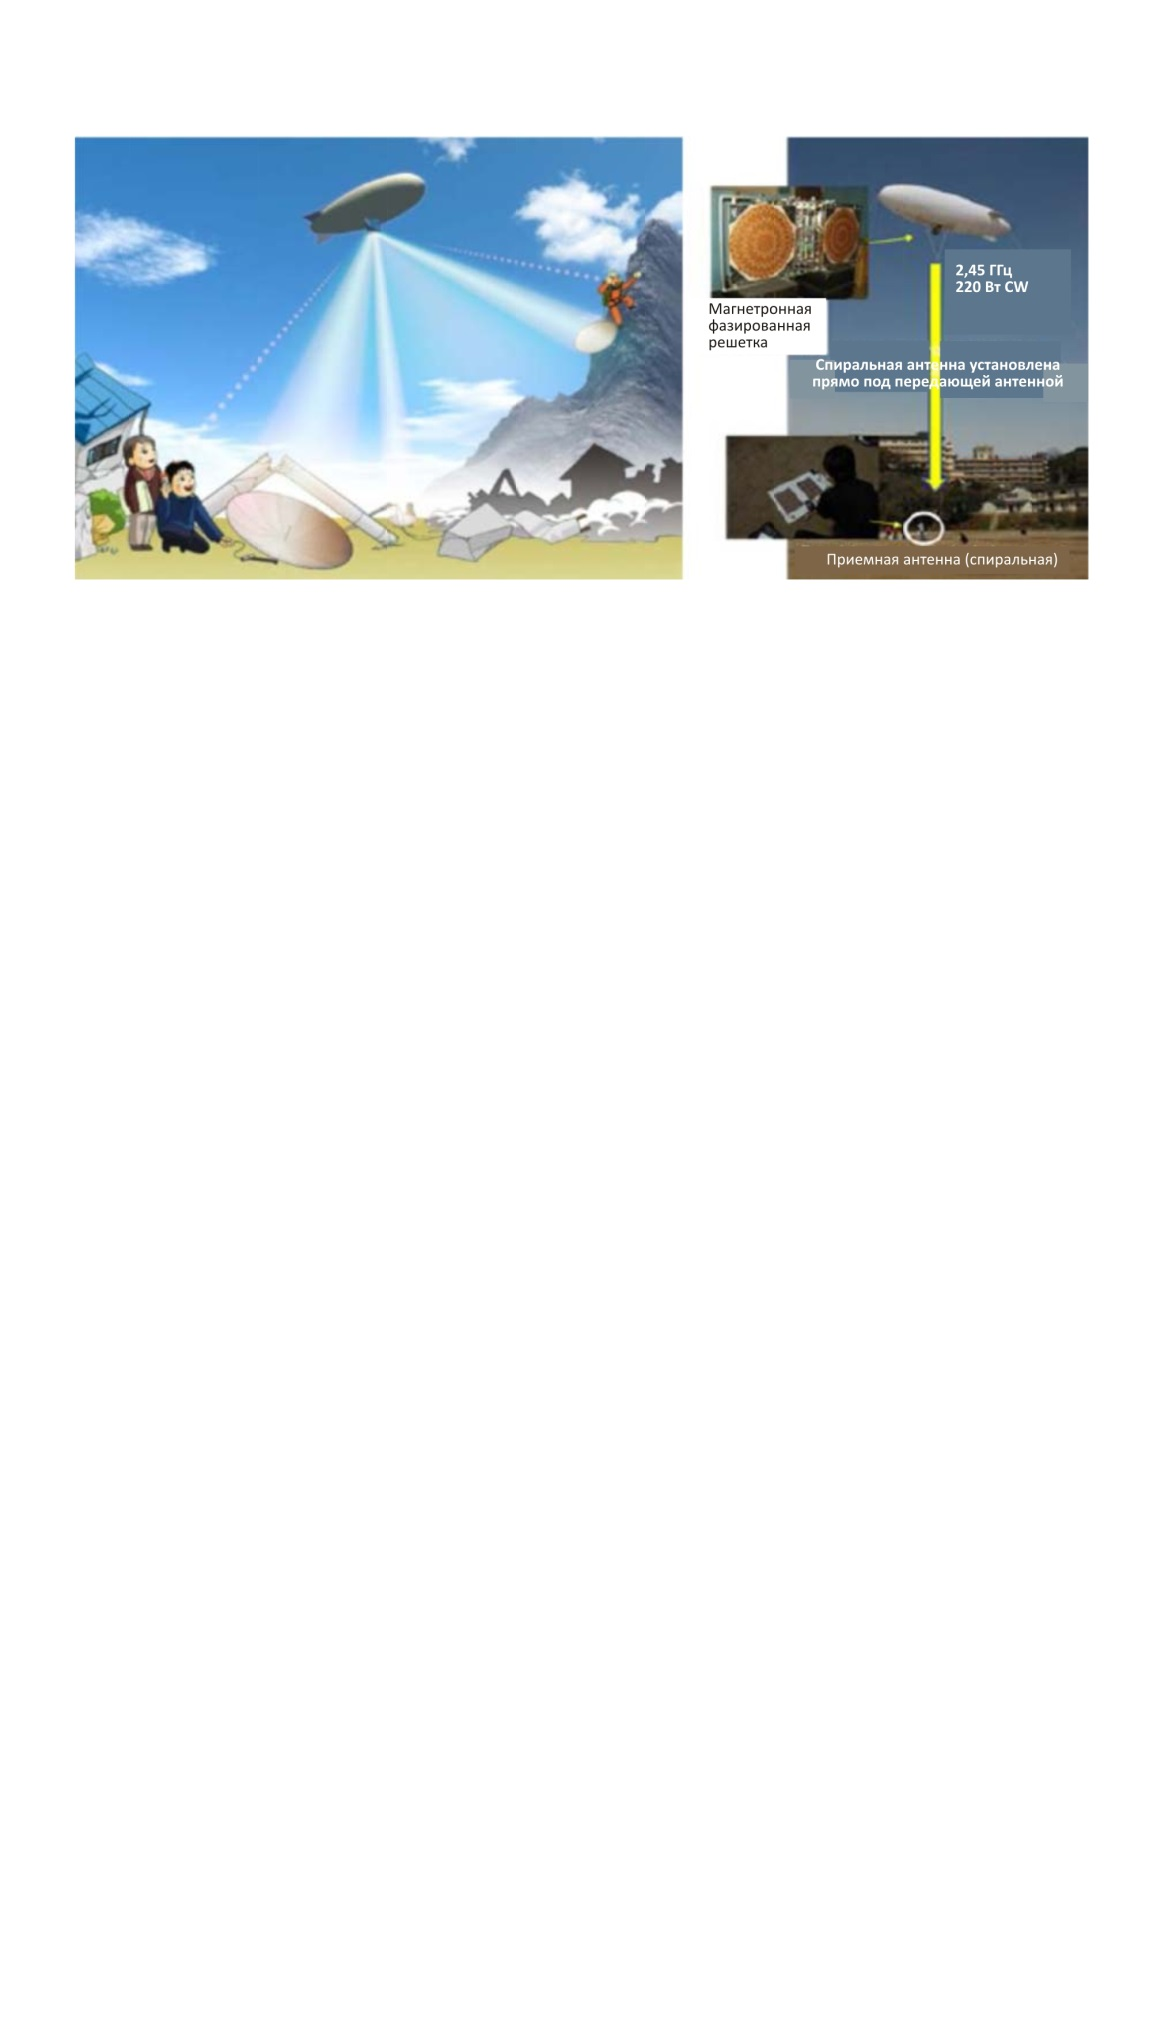 2,45 ГГц
220 Вт CW
Магнетронная
фазированная
решетка
Спиральная антенна установлена
прямо под передающей антенной
Приемная антенна (спиральная)